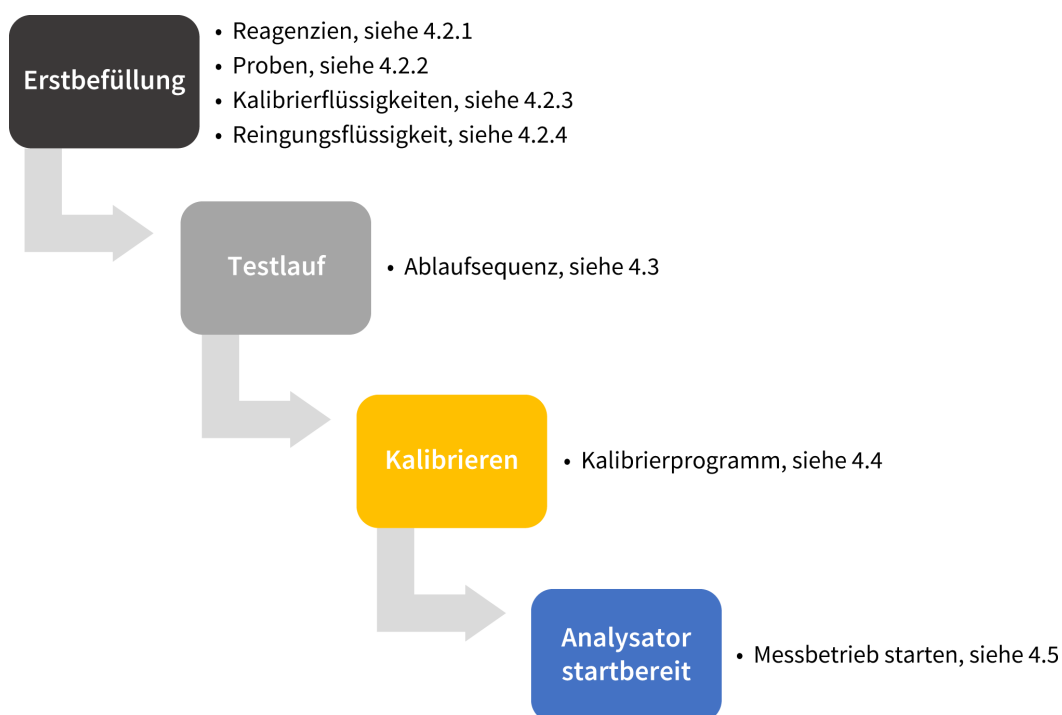 Erstbefüllung
• Reagenzien, siehe 4.2.1
• Proben, siehe 4.2.2
• Kalibrierflüssigkeiten, siehe 4.2.3
• Reingungsflüssigkeit, siehe 4.2.4
Testlauf
• Ablaufsequenz, siehe 4.3
Kalibrieren
• Kalibrierprogramm, siehe 4.4
Analysator
startbereit
• Messbetrieb starten, siehe 4.5